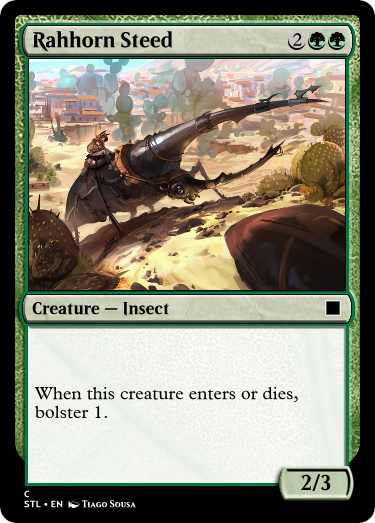 Rahhorn Steed 2
Creature — Insect
When this creature enters or dies,
bolster 1.
2/3
C
STL • EN Tiago Sousa